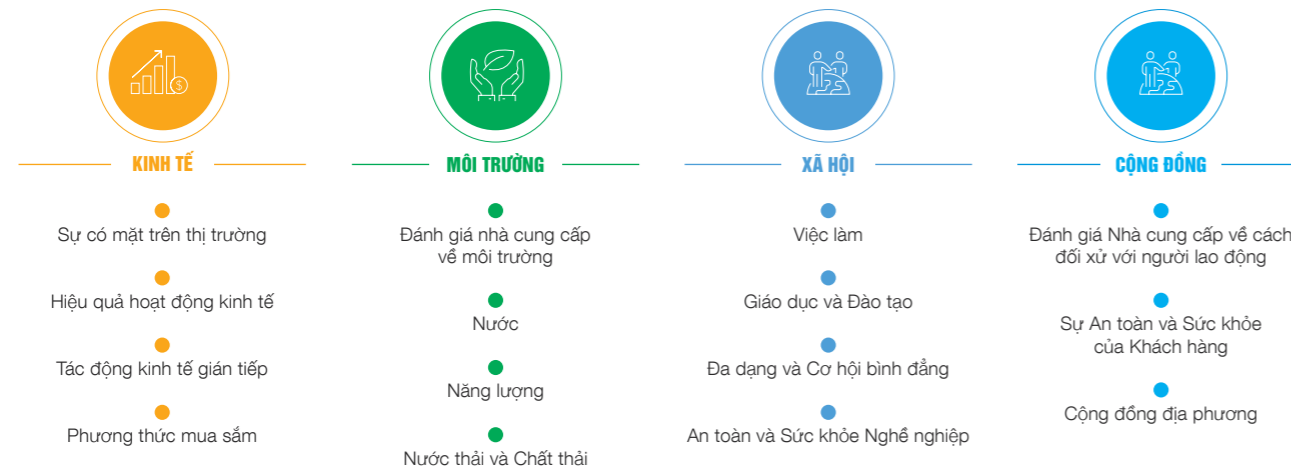 KINH TẾ
Sự có mặt trên thị trường
Hiệu quả hoạt động kinh tế
Tác động kinh tế gián tiếp
Phương thức mua sắm
MÔI TRƯỜNG
Đánh giá nhà cung cấp
về môi trường
Nước
Năng lượng
Nước thải và Chất thải
XÃ HỘI
Việc làm
Giáo dục và Đào tạo
Đa dạng và Cơ hội bình đẳng
An toàn và Sức khỏe Nghề nghiệp
CỘNG ĐỒNG
Đánh giá Nhà cung cấp về cách
đối xử với người lao động
Sự An toàn và Sức khỏe
của Khách hàng
Cộng đồng địa phương